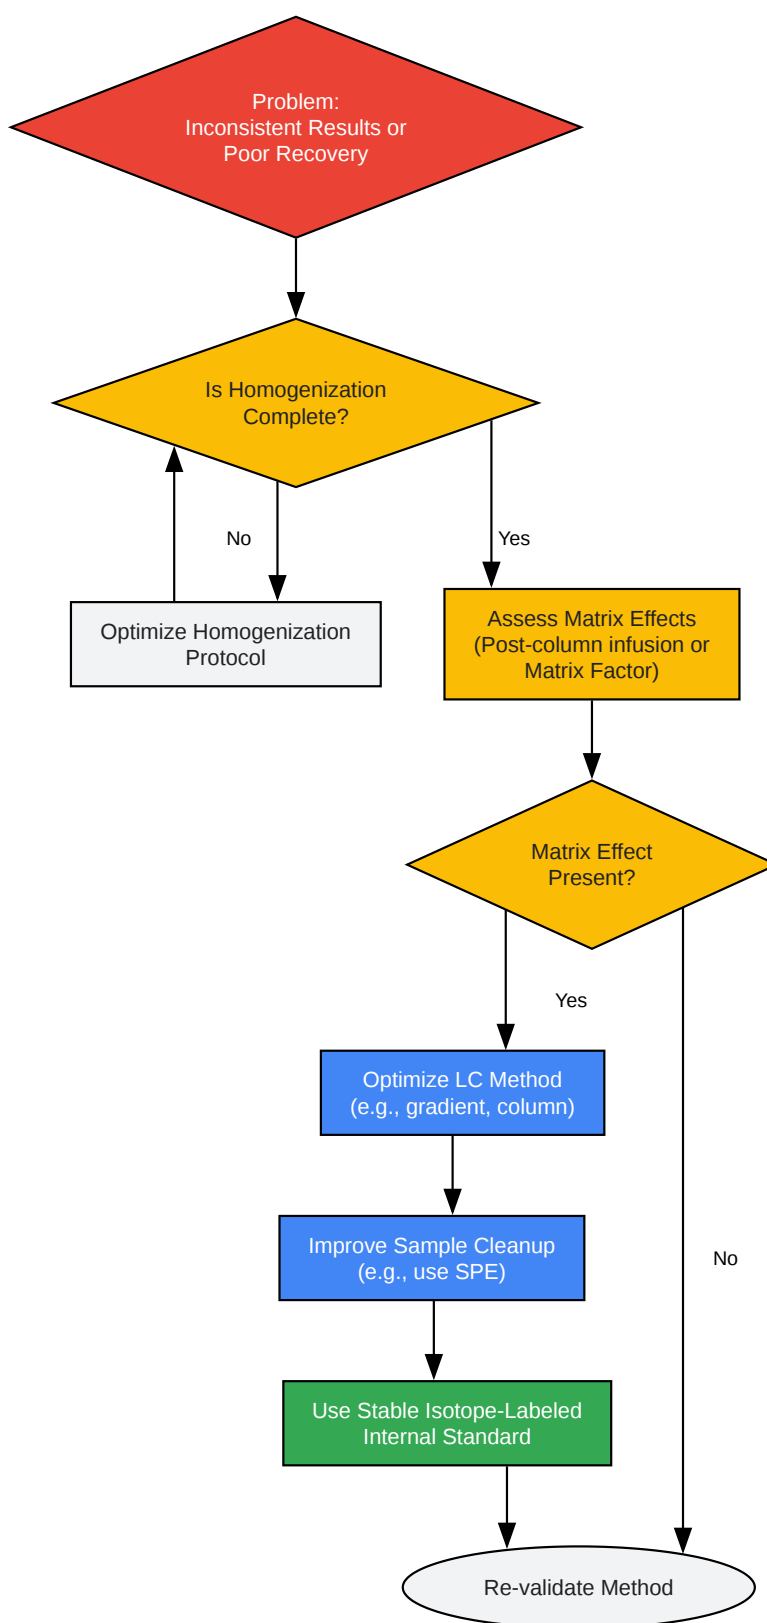 Problem:
Inconsistent Results or
Poor Recovery
Is Homogenization
Complete?
No
Yes
Optimize Homogenization
Protocol
Assess Matrix Effects
(Post-column infusion or
Matrix Factor)
Matrix Effect
Present?
Yes
Optimize LC Method
(e.g., gradient, column)
Improve Sample Cleanup
(e.g., use SPE)
No
Use Stable Isotope-Labeled
Internal Standard
Re-validate Method